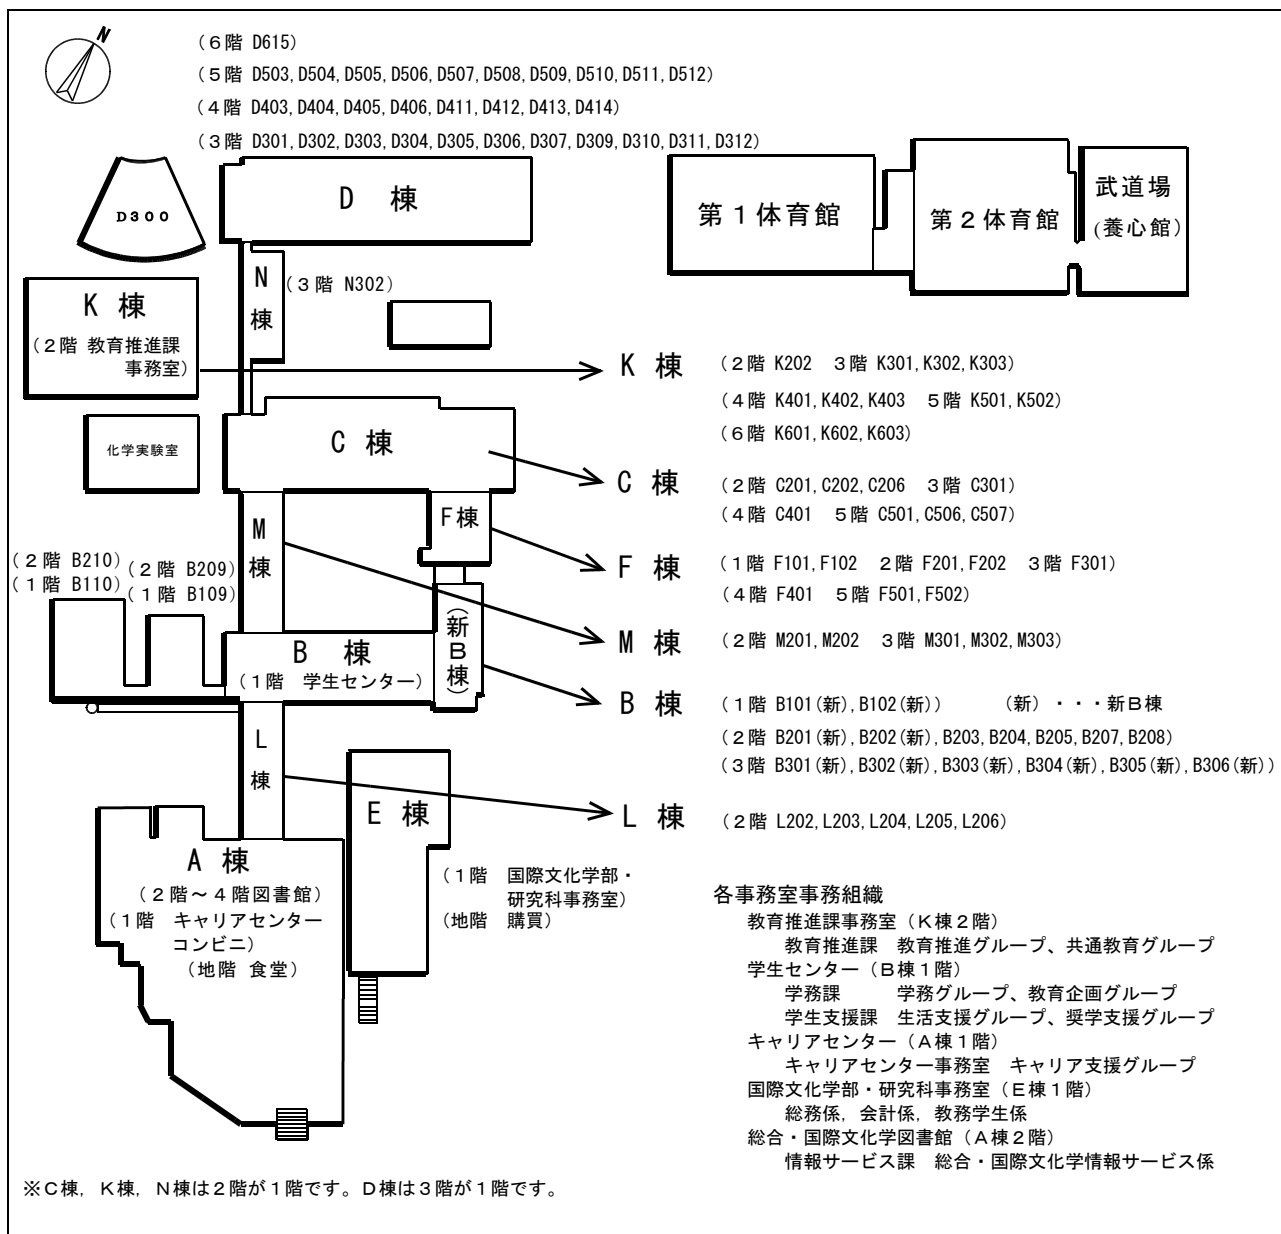 N
(６階 D615)
(５階 D503,D504,D505,D506,D507,D508,D509,D510,D511,D512)
(４階 D403,D404,D405,D406,D411,D412,D413,D414)
(３階 D301,D302,D303,D304,D305,D306,D307,D309,D310,D311,D312)
D300
D 棟
第１体育館
第２体育館
武道場
(養心館)
N
棟
(３階 N302)
K 棟
(２階 教育推進課
事務室)
K 棟
(２階 K202　３階 K301,K302,K303)
(４階 K401,K402,K403　５階 K501,K502)
(６階 K601,K602,K603)
化学実験室
C 棟
C 棟
(２階 C201,C202,C206　３階 C301)
(４階 C401　５階 C501,C506,C507)
M
棟
F棟
F 棟
(１階 F101,F102　２階 F201,F202　３階 F301)
(４階 F401　５階 F501,F502)
(２階 B210)
(１階 B110)
(２階 B209)
(１階 B109)
M 棟
(２階 M201,M202　３階 M301,M302,M303)
B 棟
(１階　学生センター)
(新B棟)
B 棟
(１階 B101(新),B102(新))　　(新)・・・新Ｂ棟
(２階 B201(新),B202(新),B203,B204,B205,B207,B208)
(３階 B301(新),B302(新),B303(新),B304(新),B305(新),B306(新))
L
棟
L 棟
(２階 L202,L203,L204,L205,L206)
E 棟
(１階　国際文化学部・
研究科事務室)
(地階　購買)
A 棟
(２階～４階図書館)
(１階　キャリアセンター
コンビニ)
(地階 食堂)
各事務室事務組織
教育推進課事務室（Ｋ棟２階）
教育推進課　教育推進グループ、共通教育グループ
学生センター（Ｂ棟１階）
学務課　　　学務グループ、教育企画グループ
学生支援課　生活支援グループ、奨学支援グループ
キャリアセンター（Ａ棟１階）
キャリアセンター事務室　キャリア支援グループ
国際文化学部・研究科事務室（Ｅ棟１階）
総務係，会計係，教務学生係
総合・国際文化学図書館（Ａ棟２階）
情報サービス課　総合・国際文化学情報サービス係
※Ｃ棟，Ｋ棟，Ｎ棟は２階が１階です。Ｄ棟は３階が１階です。